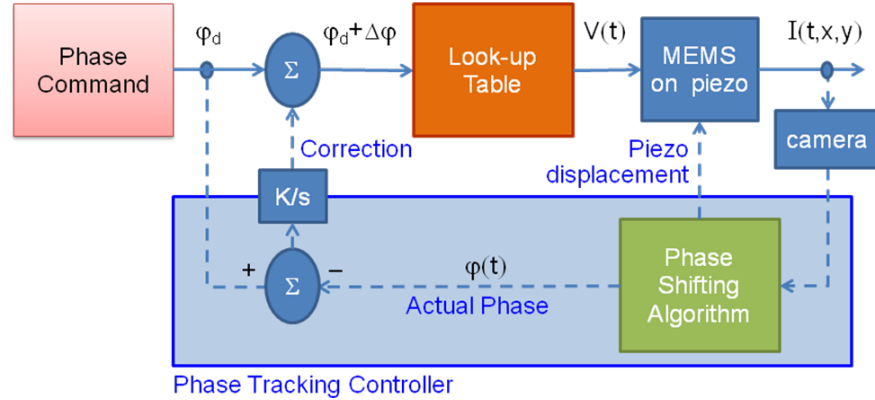 Phase
Command
φd
Σ
φd+Δφ
Look-up
Table
V(t)
MEMS
on piezo
I(t,x,y)
camera
Correction
Piezo
displacement
K/s
+
Σ
−
φ(t)
Actual Phase
Phase
Shifting
Algorithm
Phase Tracking Controller